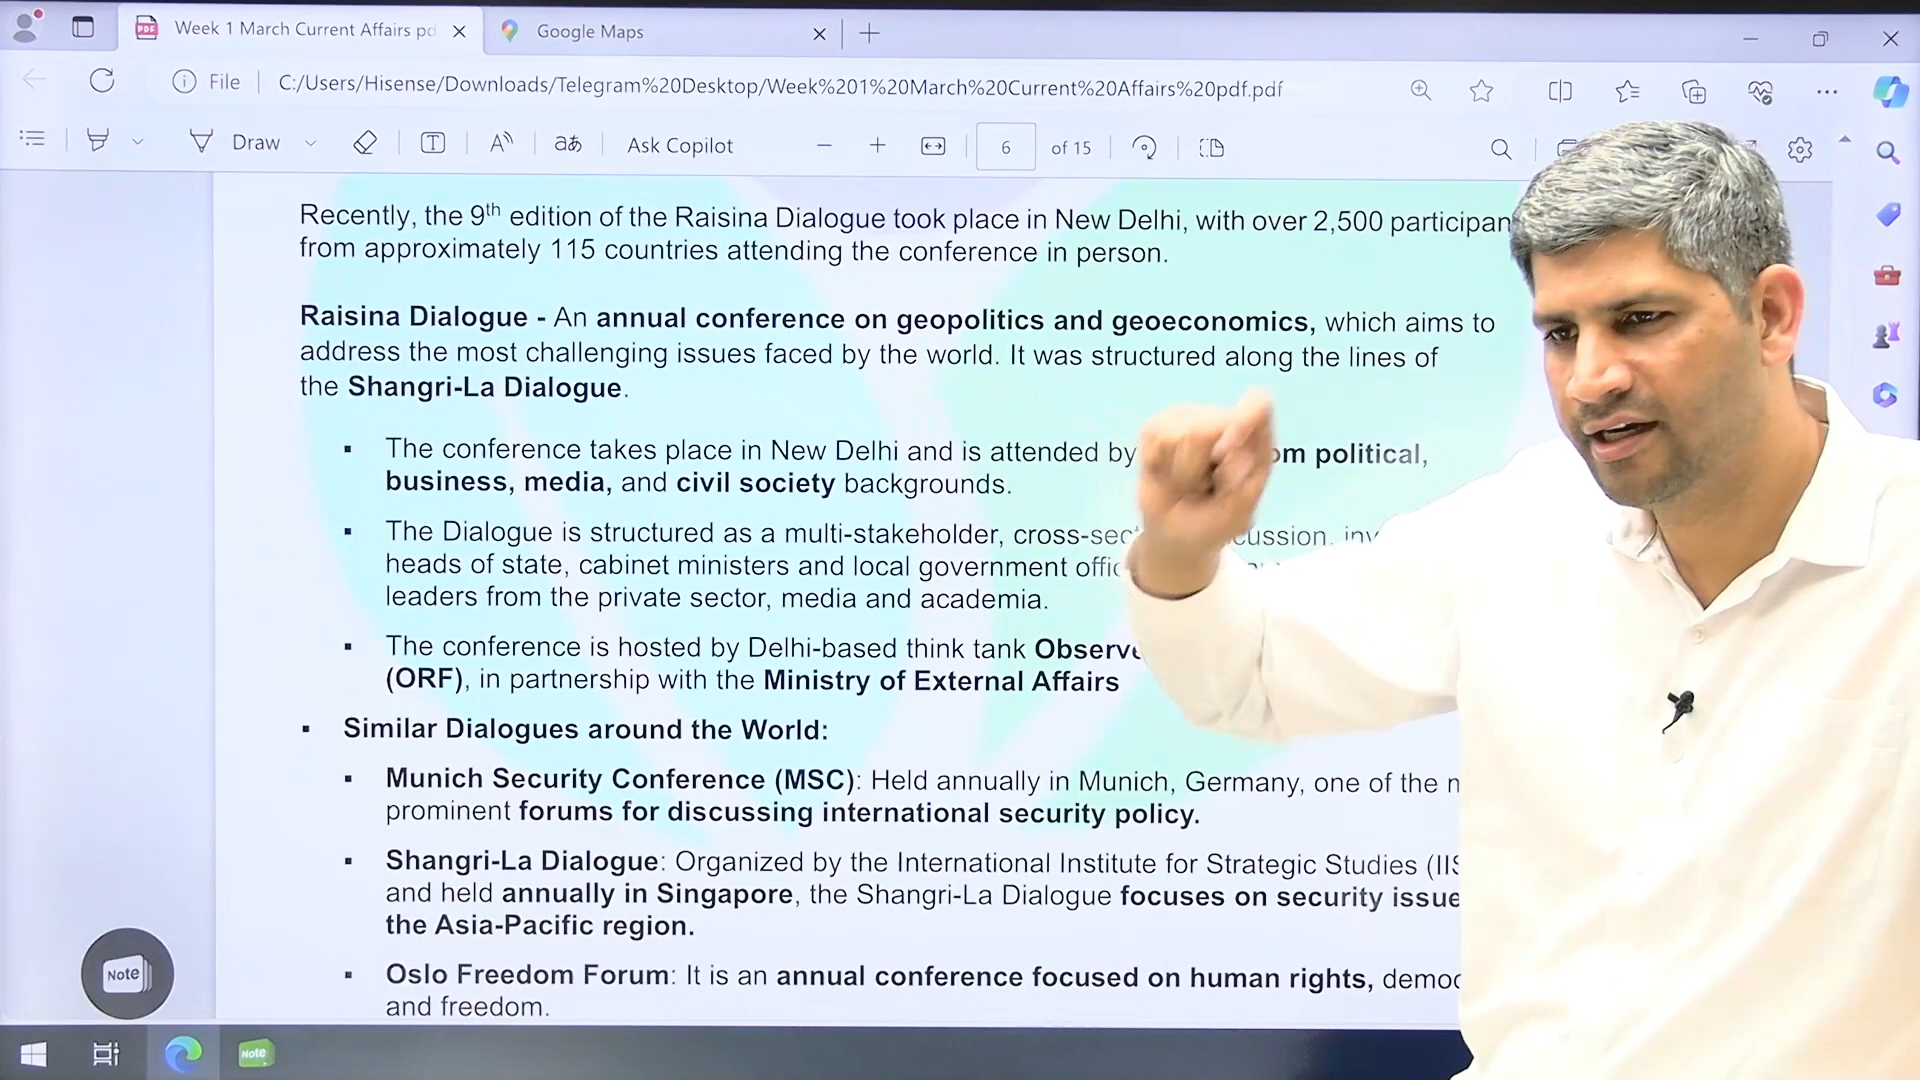 Week 1 March Current Affairs pd
Google Maps
File
C:/Users/Hisense/Downloads/Telegram%20Desktop/Week%201%20March%20Current%20Affairs%20pdf.pdf
Draw
T
A
aあ
Ask Copilot
6
of 15
Recently, the 9th edition of the Raisina Dialogue took place in New Delhi, with over 2,500 participan
from approximately 115 countries attending the conference in person.
Raisina Dialogue - An annual conference on geopolitics and geoeconomics, which aims to
address the most challenging issues faced by the world. It was structured along the lines of
the Shangri-La Dialogue.
▪ The conference takes place in New Delhi and is attended by om political,
business, media, and civil society backgrounds.
▪ The Dialogue is structured as a multi-stakeholder, cross-sec cussion, inv
heads of state, cabinet ministers and local government offic
leaders from the private sector, media and academia.
▪ The conference is hosted by Delhi-based think tank Observe
(ORF), in partnership with the Ministry of External Affairs
▪ Similar Dialogues around the World:
▪ Munich Security Conference (MSC): Held annually in Munich, Germany, one of the m
prominent forums for discussing international security policy.
▪ Shangri-La Dialogue: Organized by the International Institute for Strategic Studies (IIS
and held annually in Singapore, the Shangri-La Dialogue focuses on security issue
the Asia-Pacific region.
▪ Oslo Freedom Forum: It is an annual conference focused on human rights, democ
and freedom.
Note
Note